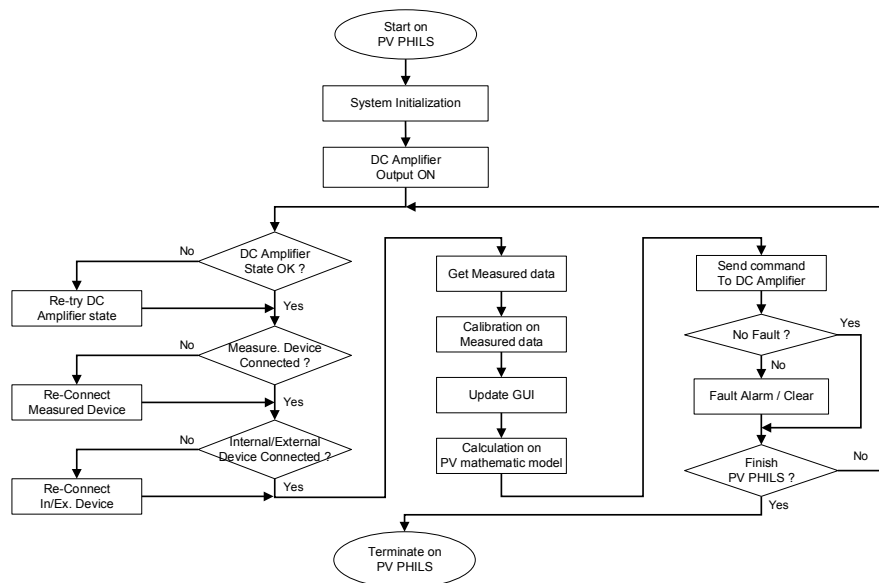 Start on
PV PHILS
System Initialization
DC Amplifier
Output ON
No
DC Amplifier
State OK ?
Re-try DC
Amplifier state
Yes
No
Measure. Device
Connected ?
Re-Connect
Measured Device
Yes
No
Internal/External
Device Connected ?
Re-Connect
In/Ex. Device
Yes
Get Measured data
Calibration on
Measured data
Update GUI
Calculation on
PV mathematic model
Send command
To DC Amplifier
No Fault ?
Yes
No
Fault Alarm / Clear
Finish
PV PHILS ?
No
Yes
Terminate on
PV PHILS